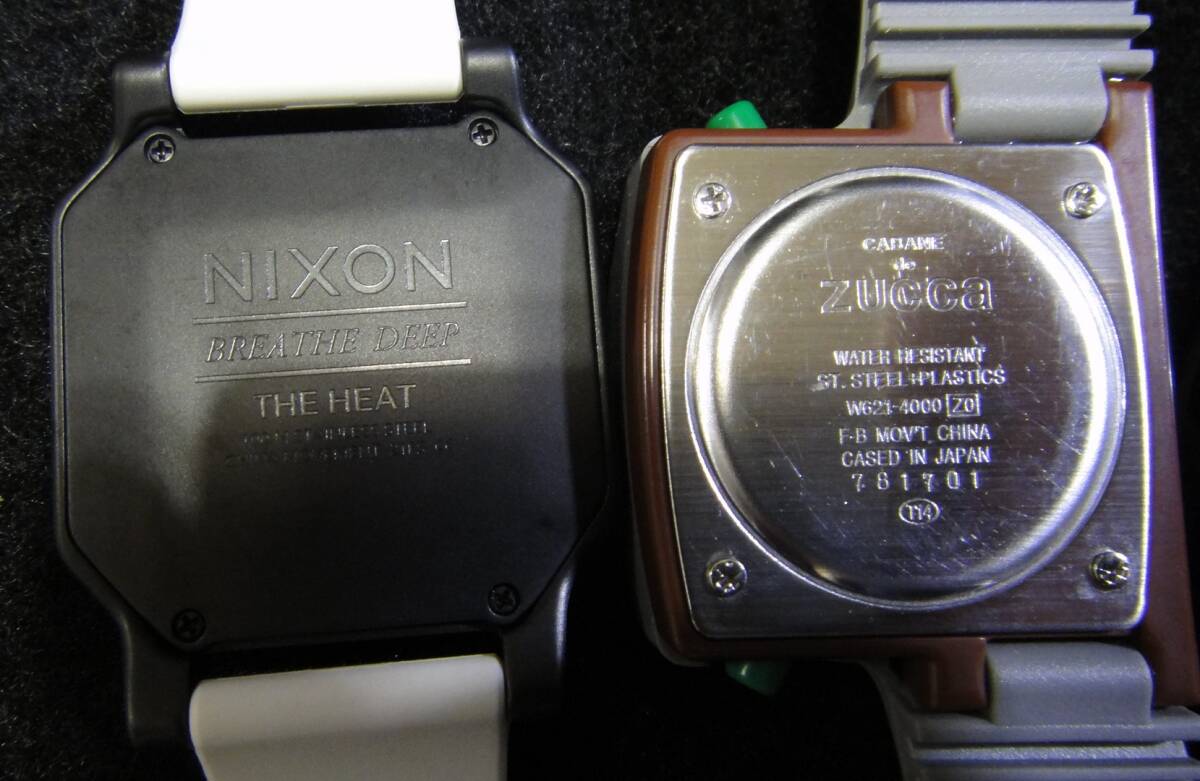 NIXON
BREATHE DEEP
THE HEAT
CABANE
de
ZUCCa
WATER RESISTANT
ST. STEEL+PLASTICS
W621-4000 Z0
F-B MOV'T, CHINA
CASED IN JAPAN
781701
T14